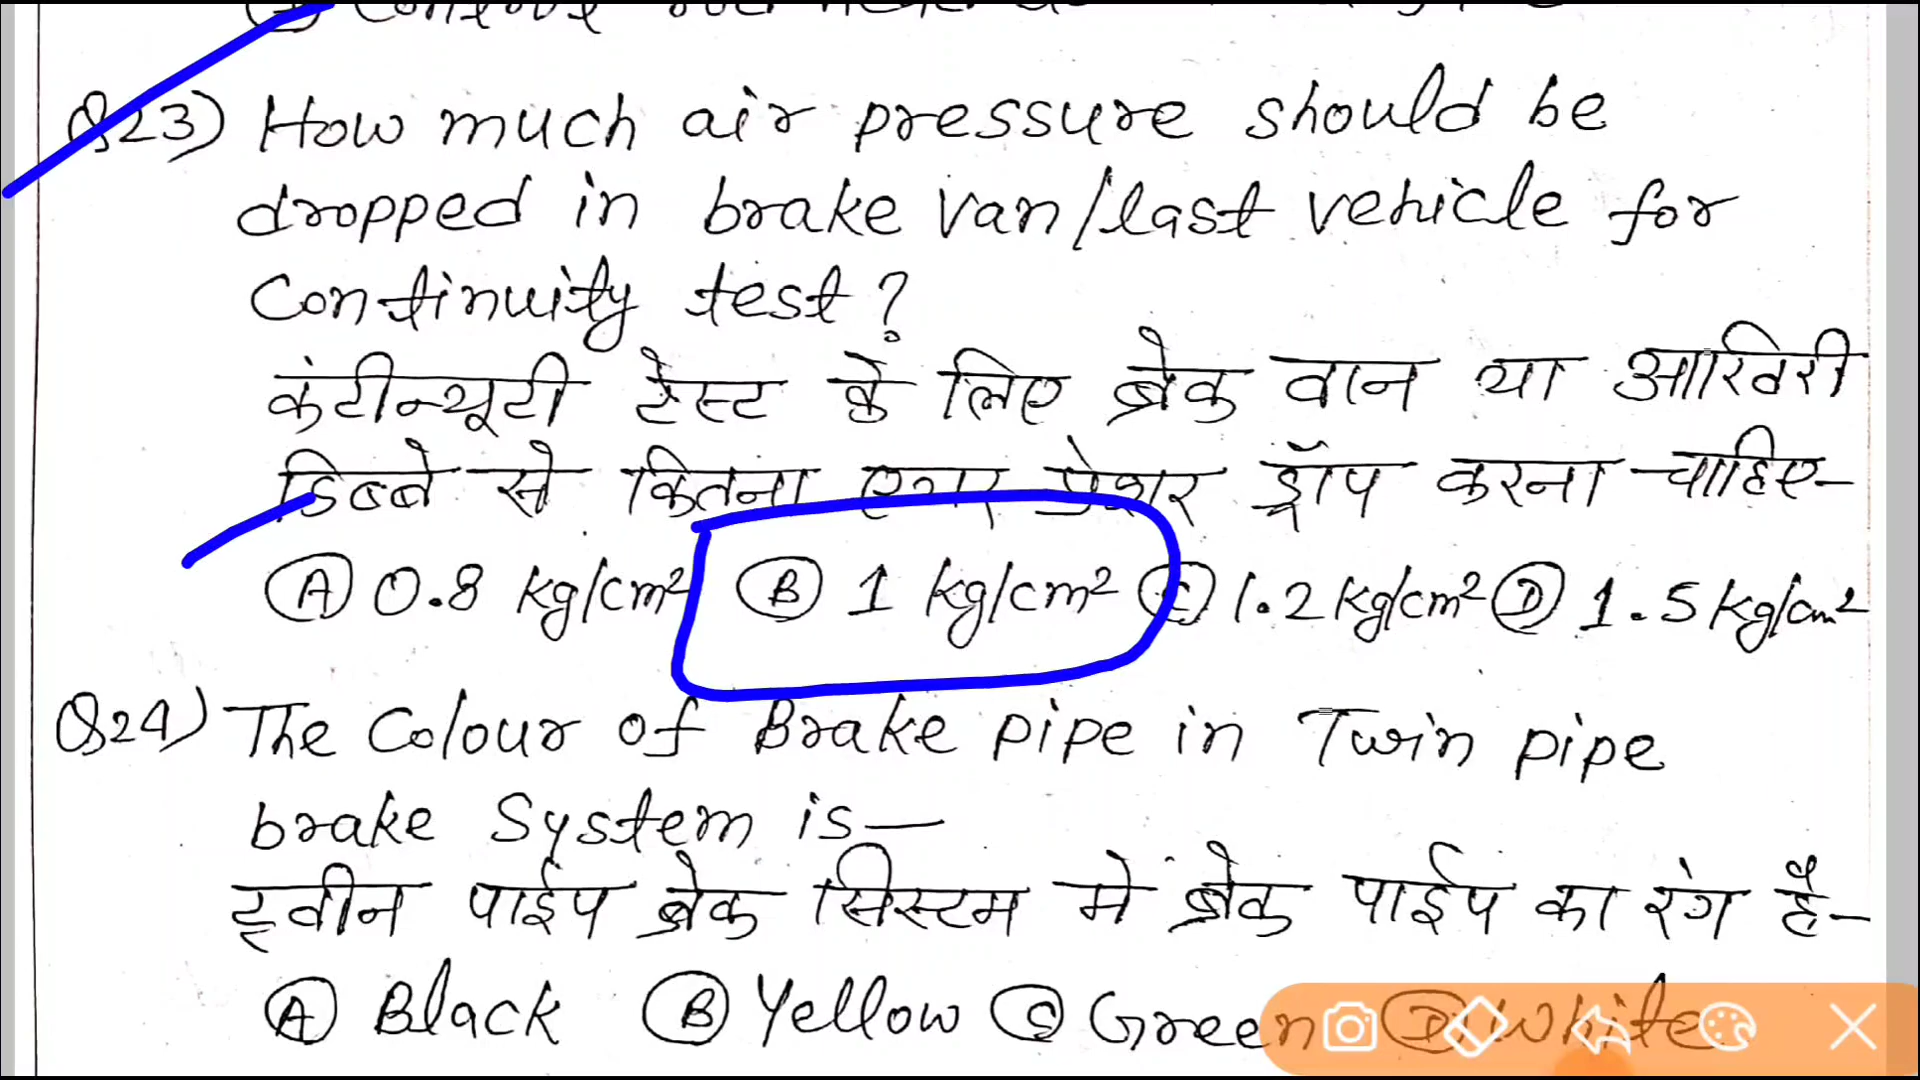 Q23) How much air pressure should be
dropped in brake van/last vehicle for
Continuity test?
कंटीन्यूटी टेस्ट के लिए ब्रेक वान या आखिरी
डिब्बे से कितना एयर प्रेशर ड्रॉप करना चाहिए-
(A) 0.8 kg/cm² (B) 1 kg/cm² (C) 1.2 kg/cm² (D) 1.5 kg/cm²
Q24) The Colour of Brake pipe in Twin pipe
brake System is—
ट्वीन पाईप ब्रेक सिस्टम मे ब्रेक पाईप का रंग है-
(A) Black (B) Yellow (C) Green (D) White